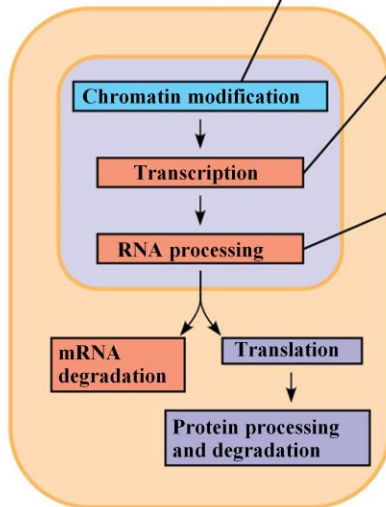 Chromatin modification
Transcription
RNA processing
mRNA
degradation
Translation
Protein processing
and degradation